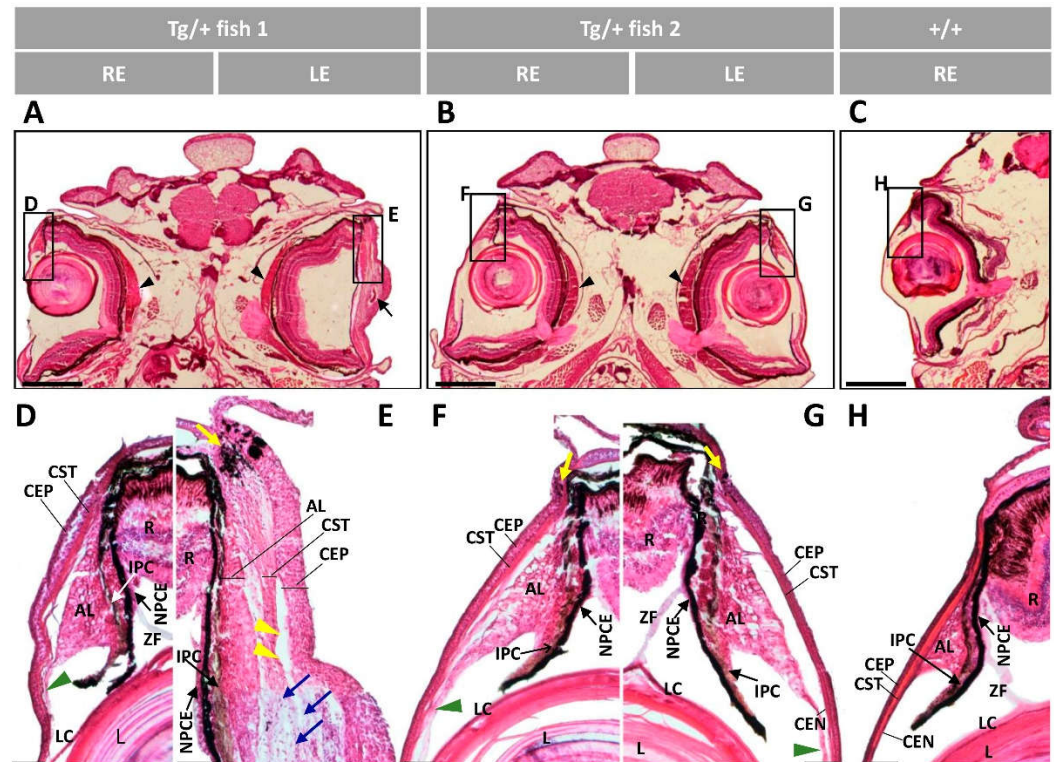 Tg/+ fish 1 Tg/+ fish 2 +/+
RE LE RE LE RE
A B C
D E F G H
D E F G H
CST
CEP
R
IPC
AL
NPCE
ZF
LC
L
AL
CST
CEP
R
IPC
NPCE
CEP
CST
AL
R
NPCE
IPC
LC
L
R
R
NPCE
AL
IPC
CEP
CST
CEN
R
IPC
AL
NPCE
CEP
CST
ZF
CEN
LC
L